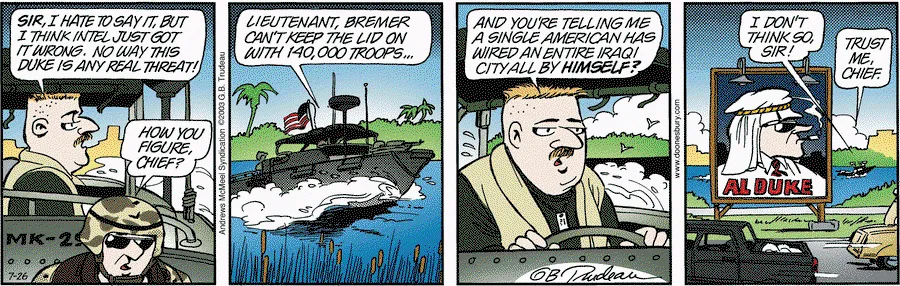 SIR, I HATE TO SAY IT, BUT
I THINK INTEL JUST GOT
IT WRONG. NO WAY THIS
DUKE IS ANY REAL THREAT!
HOW YOU
FIGURE,
CHIEF?
MK-2
7-26
Andrews McMeel Syndication ©2003 G.B. Trudeau
LIEUTENANT, BREMER
CAN'T KEEP THE LID ON
WITH 140,000 TROOPS...
AND YOU'RE TELLING ME
A SINGLE AMERICAN HAS
WIRED AN ENTIRE IRAQI
CITY ALL BY HIMSELF?
GB Trudeau
www.doonesbury.com
I DON'T
THINK SO,
SIR!
TRUST
ME,
CHIEF.
AL DUKE